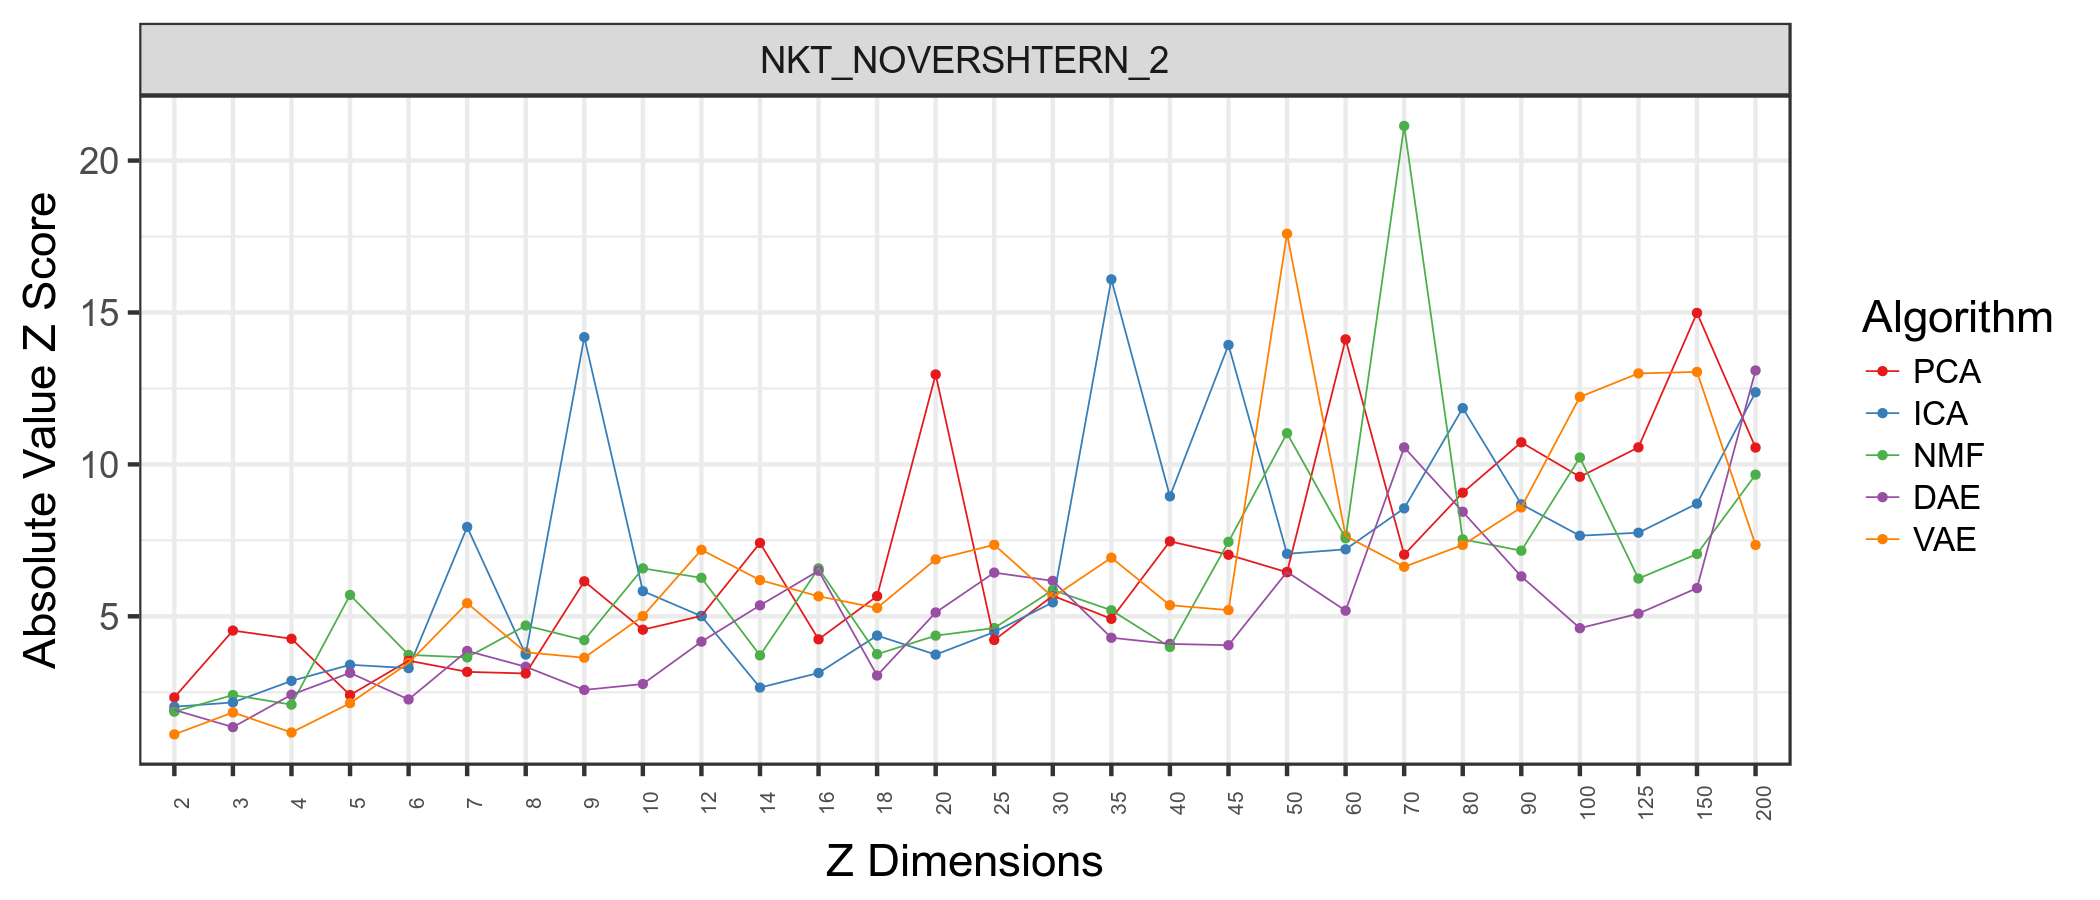 NKT_NOVERSHTERN_2
Absolute Value Z Score
20
15
10
5
2 3 4 5 6 7 8 9 10 12 14 16 18 20 25 30 35 40 45 50 60 70 80 90 100 125 150 200
Z Dimensions
Algorithm
PCA
ICA
NMF
DAE
VAE